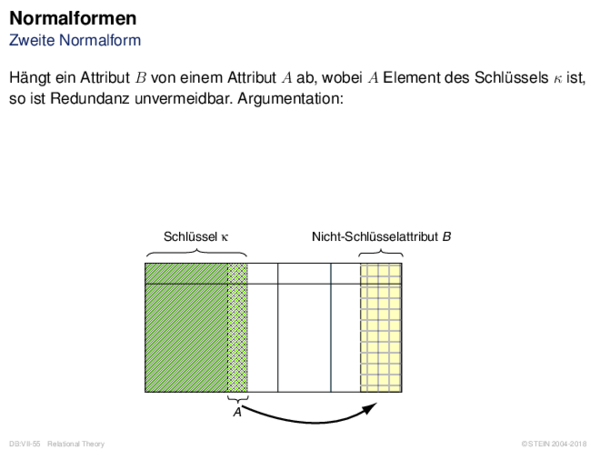 Normalformen
Zweite Normalform
Hängt ein Attribut B von einem Attribut A ab, wobei A Element des Schlüssels κ ist,
so ist Redundanz unvermeidbar. Argumentation:
Schlüssel κ
Nicht-Schlüsselattribut B
A
DB:VII-55 Relational Theory
© STEIN 2004-2018